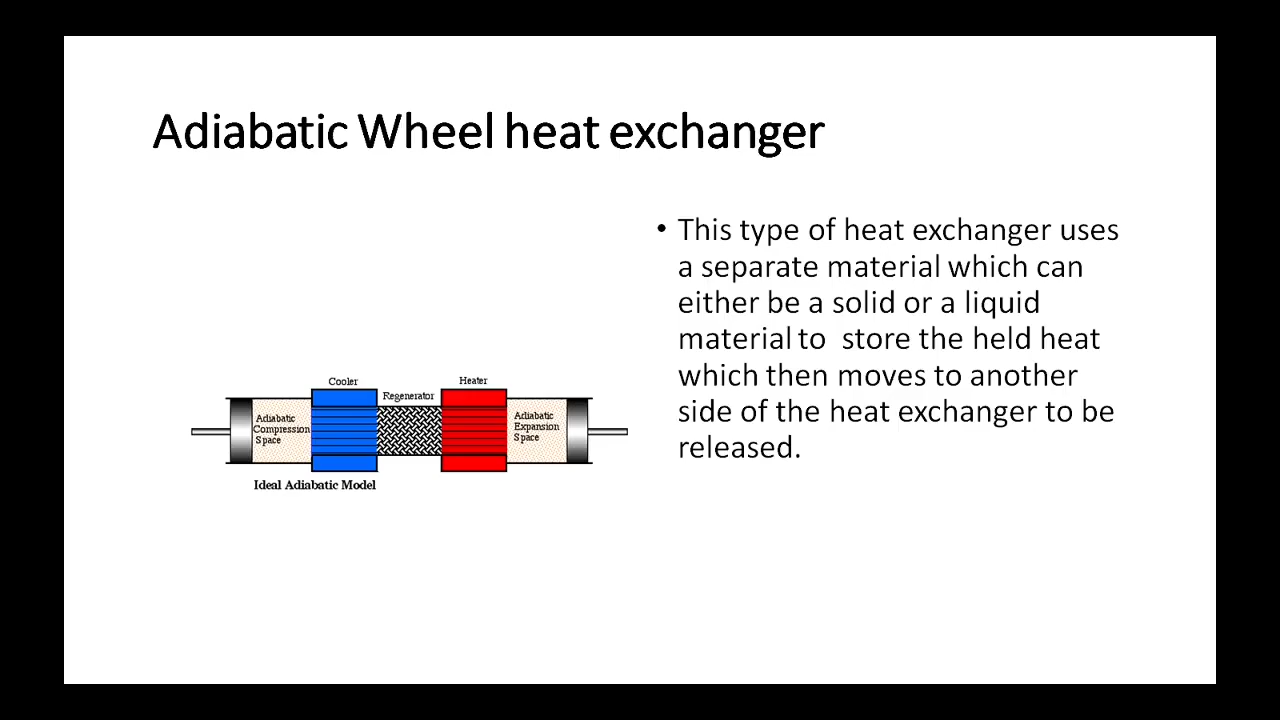 Adiabatic Wheel heat exchanger
• This type of heat exchanger uses
a separate material which can
either be a solid or a liquid
material to  store the held heat
which then moves to another
side of the heat exchanger to be
released.
Cooler
Regenerator
Heater
Adiabatic
Compression
Space
Adiabatic
Expansion
Space
Ideal Adiabatic Model